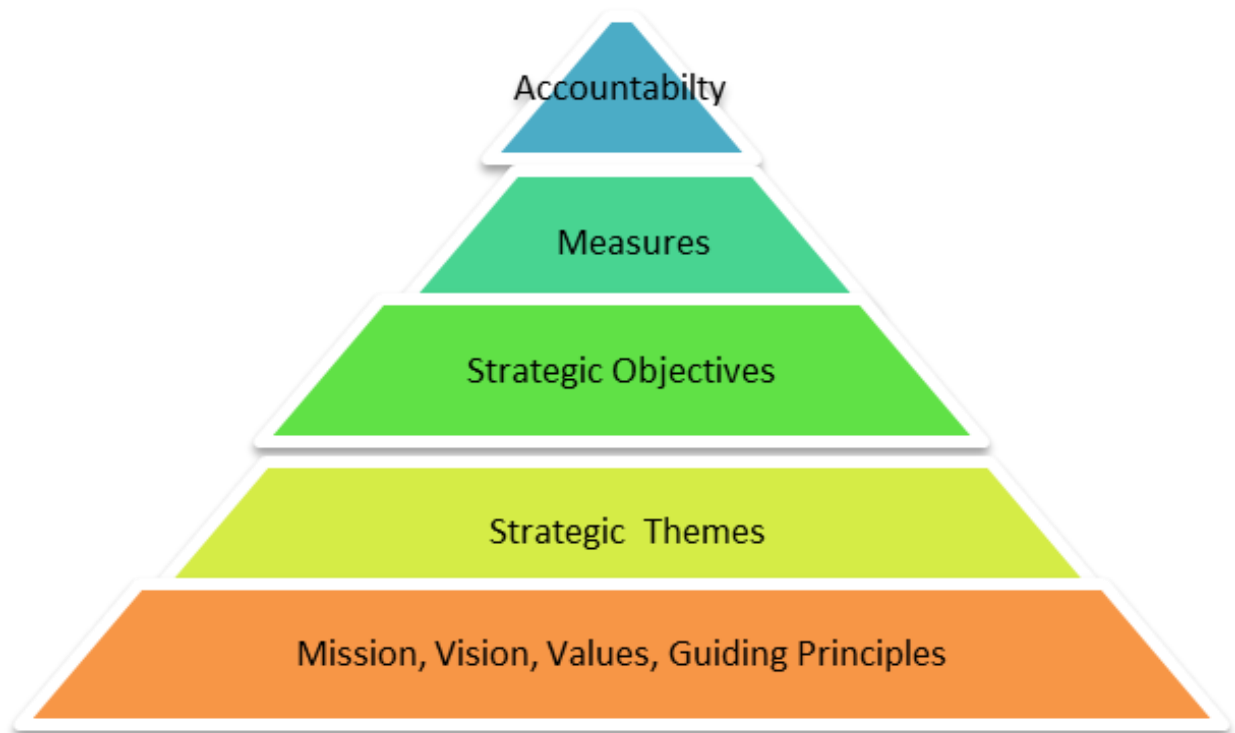 Accountabilty
Measures
Strategic Objectives
Strategic  Themes
Mission, Vision, Values, Guiding Principles